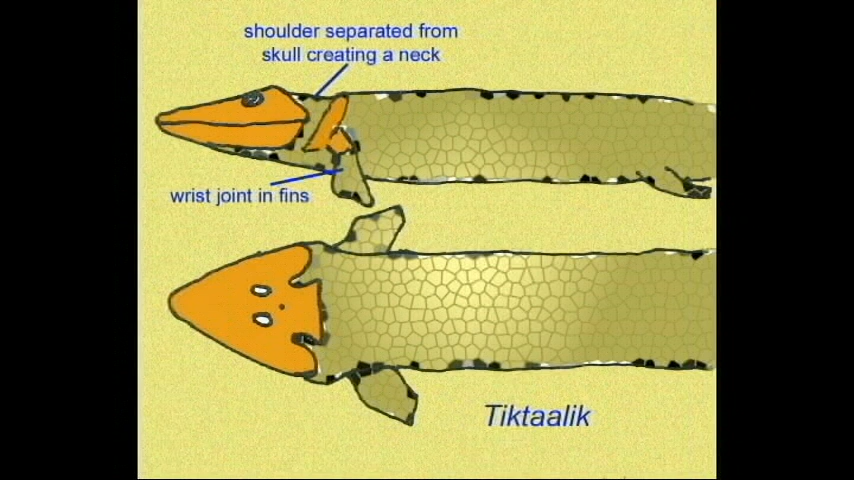 shoulder separated from
skull creating a neck
wrist joint in fins
Tiktaalik